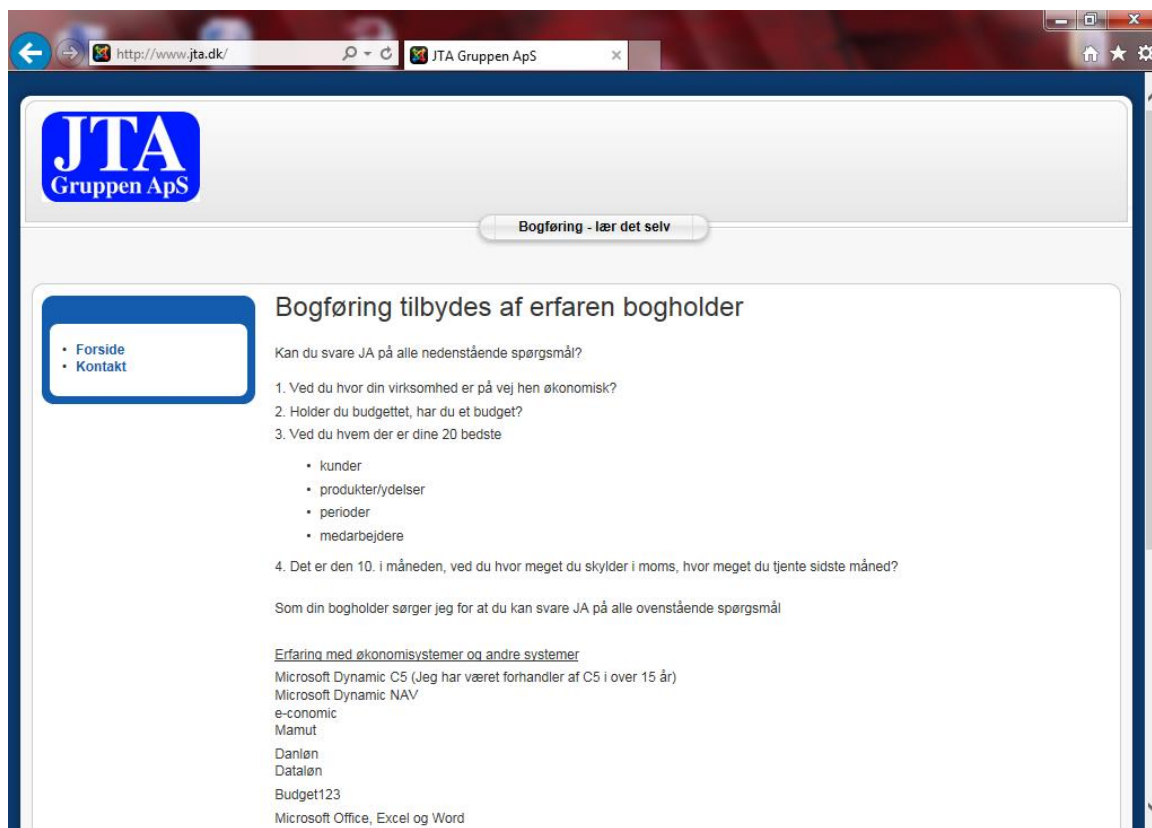 http://www.jta.dk/
JTA Gruppen ApS
JTA
Gruppen ApS
Bogføring - lær det selv
Forside
Kontakt
Bogføring tilbydes af erfaren bogholder
Kan du svare JA på alle nedenstående spørgsmål?
1. Ved du hvor din virksomhed er på vej hen økonomisk?
2. Holder du budgettet, har du et budget?
3. Ved du hvem der er dine 20 bedste
• kunder
• produkter/ydelser
• perioder
• medarbejdere
4. Det er den 10. i måneden, ved du hvor meget du skylder i moms, hvor meget du tjente sidste måned?
Som din bogholder sørger jeg for at du kan svare JA på alle ovenstående spørgsmål
Erfaring med økonomisystemer og andre systemer
Microsoft Dynamic C5 (Jeg har været forhandler af C5 i over 15 år)
Microsoft Dynamic NAV
e-conomic
Mamut
Danløn
Dataløn
Budget123
Microsoft Office, Excel og Word